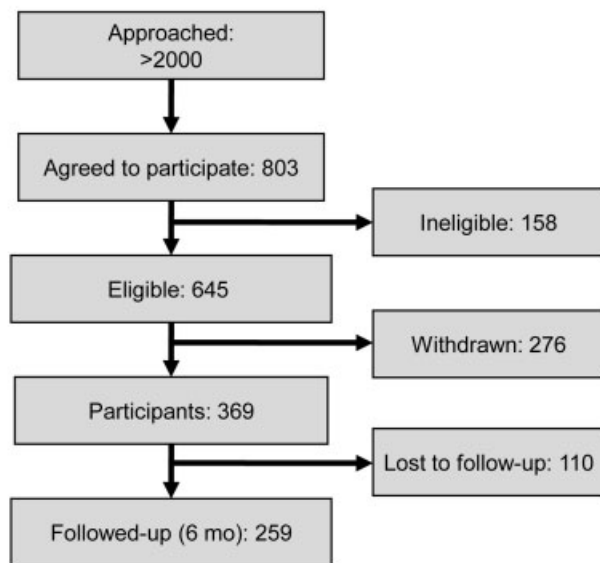 Approached:
>2000
Agreed to participate: 803
Ineligible: 158
Eligible: 645
Withdrawn: 276
Participants: 369
Lost to follow-up: 110
Followed-up (6 mo): 259